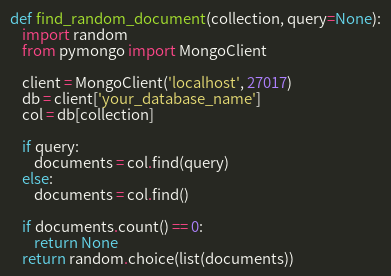 def find_random_document(collection, query=None):
    import random
    from pymongo import MongoClient

    client = MongoClient('localhost', 27017)
    db = client['your_database_name']
    col = db[collection]

    if query:
        documents = col.find(query)
    else:
        documents = col.find()

    if documents.count() == 0:
        return None
    return random.choice(list(documents))